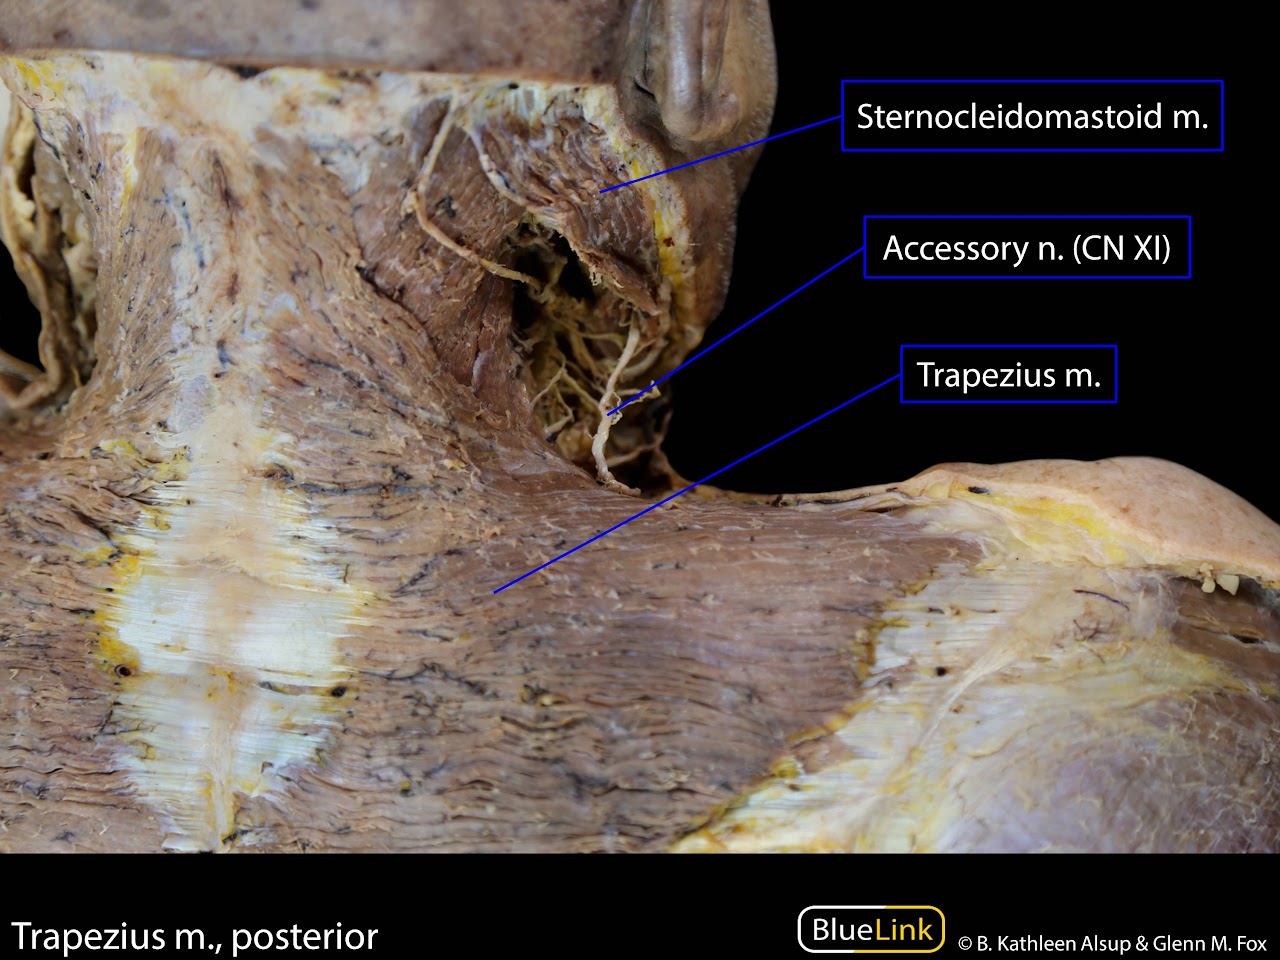 Sternocleidomastoid m.
Accessory n. (CN XI)
Trapezius m.
Trapezius m., posterior
BlueLink
© B. Kathleen Alsup & Glenn M. Fox